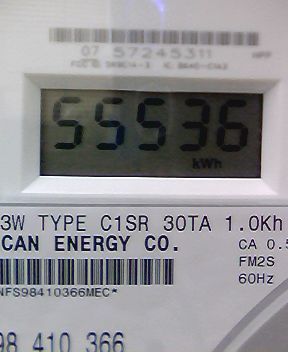 07 57245311
55536
kWh
3W TYPE C1SR 30TA 1.0Kh
CAN ENERGY CO.
CA 0.5
FM2S
60Hz
NFS98410366MEC*
98 410 366